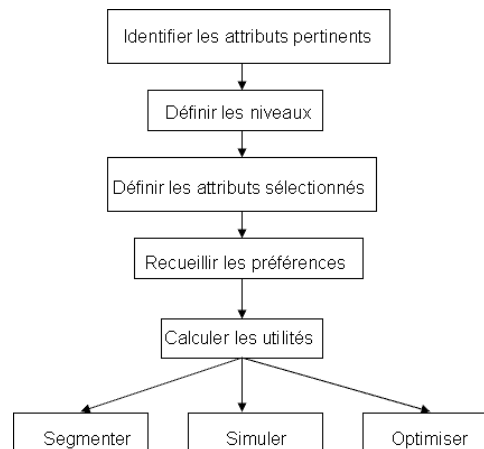 Identifier les attributs pertinents
Définir les niveaux
Définir les attributs sélectionnés
Recueillir les préférences
Calculer les utilités
Segmenter
Simuler
Optimiser